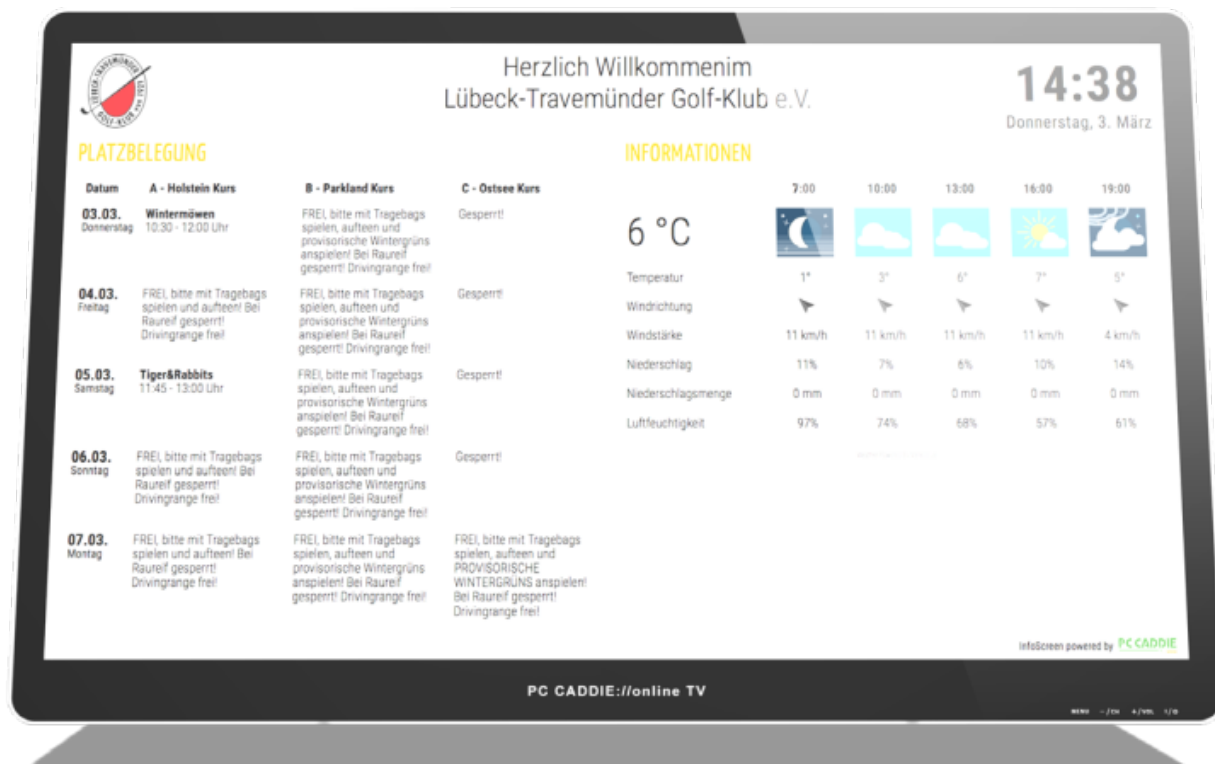 Herzlich Willkommenim
Lübeck-Travemünder Golf-Klub e.V.
14:38
Donnerstag, 3. März
LÜBECK-TRAVEMÜNDER
GOLF-KLUB
PLATZBELEGUNG
Datum A - Holstein Kurs B - Parkland Kurs C - Ostsee Kurs
03.03.
Donnerstag
Wintermöwen
10:30 - 12:00 Uhr
FREI, bitte mit Tragebags
spielen, aufteen und
provisorische Wintergrüns
anspielen! Bei Raureif
gesperrt! Drivingrange frei!
Gesperrt!
04.03.
Freitag
FREI, bitte mit Tragebags
spielen und aufteen! Bei
Raureif gesperrt!
Drivingrange frei!
FREI, bitte mit Tragebags
spielen, aufteen und
provisorische Wintergrüns
anspielen! Bei Raureif
gesperrt! Drivingrange frei!
Gesperrt!
05.03.
Samstag
Tiger&Rabbits
11:45 - 13:00 Uhr
FREI, bitte mit Tragebags
spielen, aufteen und
provisorische Wintergrüns
anspielen! Bei Raureif
gesperrt! Drivingrange frei!
Gesperrt!
06.03.
Sonntag
FREI, bitte mit Tragebags
spielen und aufteen! Bei
Raureif gesperrt!
Drivingrange frei!
FREI, bitte mit Tragebags
spielen, aufteen und
provisorische Wintergrüns
anspielen! Bei Raureif
gesperrt! Drivingrange frei!
Gesperrt!
07.03.
Montag
FREI, bitte mit Tragebags
spielen und aufteen! Bei
Raureif gesperrt!
Drivingrange frei!
FREI, bitte mit Tragebags
spielen, aufteen und
provisorische Wintergrüns
anspielen! Bei Raureif
gesperrt! Drivingrange frei!
FREI, bitte mit Tragebags
spielen, aufteen und
PROVISORISCHE
WINTERGRÜNS anspielen!
Bei Raureif gesperrt!
Drivingrange frei!
INFORMATIONEN
7:00 10:00 13:00 16:00 19:00
6 °C
Temperatur 1° 3° 6° 7° 5°
Windrichtung
Windstärke 11 km/h 11 km/h 11 km/h 11 km/h 4 km/h
Niederschlag 11% 7% 6% 10% 14%
Niederschlagsmenge 0 mm 0 mm 0 mm 0 mm 0 mm
Luftfeuchtigkeit 97% 74% 68% 57% 61%
InfoScreen powered by PC CADDIE
PC CADDIE://online TV
MENU - / CH + / VOL